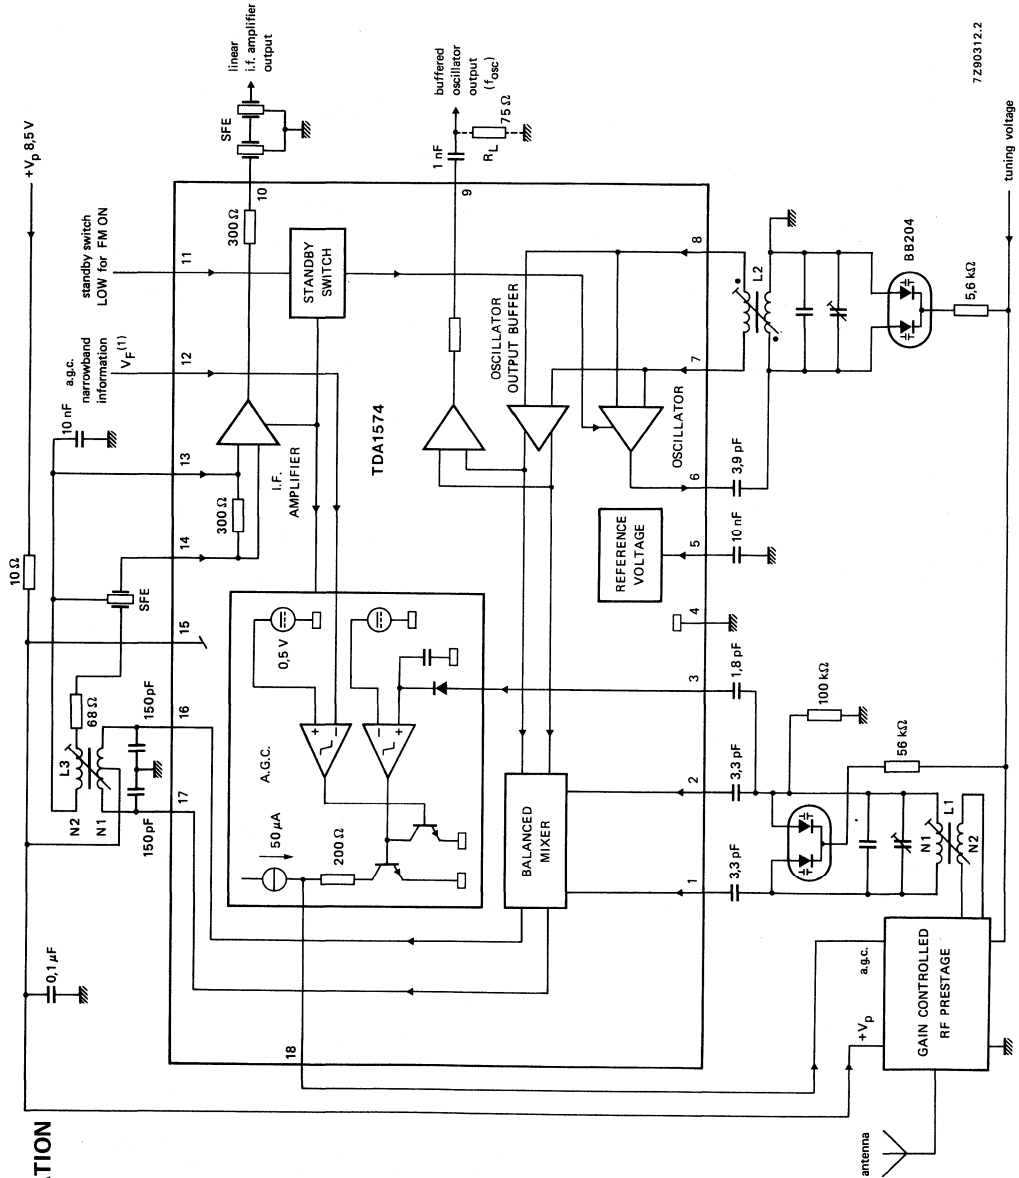 ATION
+Vp 8,5 V
10 Ω
0,1 μF
standby switch
LOW for FM ON
a.g.c.
narrowband
information
VF(1)
10 nF
linear
i.f. amplifier
output
SFE
buffered
oscillator
output
(fosc)
1 nF
RL
75 Ω
SFE
68 Ω
L3
N2
N1
150 pF
150 pF
18
17
16
15
14
13
12
11
10
9
300 Ω
300 Ω
I.F.
AMPLIFIER
STANDBY
SWITCH
TDA1574
A.G.C.
50 μA
200 Ω
0,5 V
+
−
−
+
BALANCED
MIXER
REFERENCE
VOLTAGE
OSCILLATOR
OUTPUT BUFFER
OSCILLATOR
1
2
3
4
5
6
7
8
3,3 pF
3,3 pF
1,8 pF
10 nF
3,9 pF
L2
BB204
5,6 kΩ
100 kΩ
56 kΩ
N1
L1
N2
antenna
+Vp
a.g.c.
GAIN CONTROLLED
RF PRESTAGE
tuning voltage
7Z90312.2